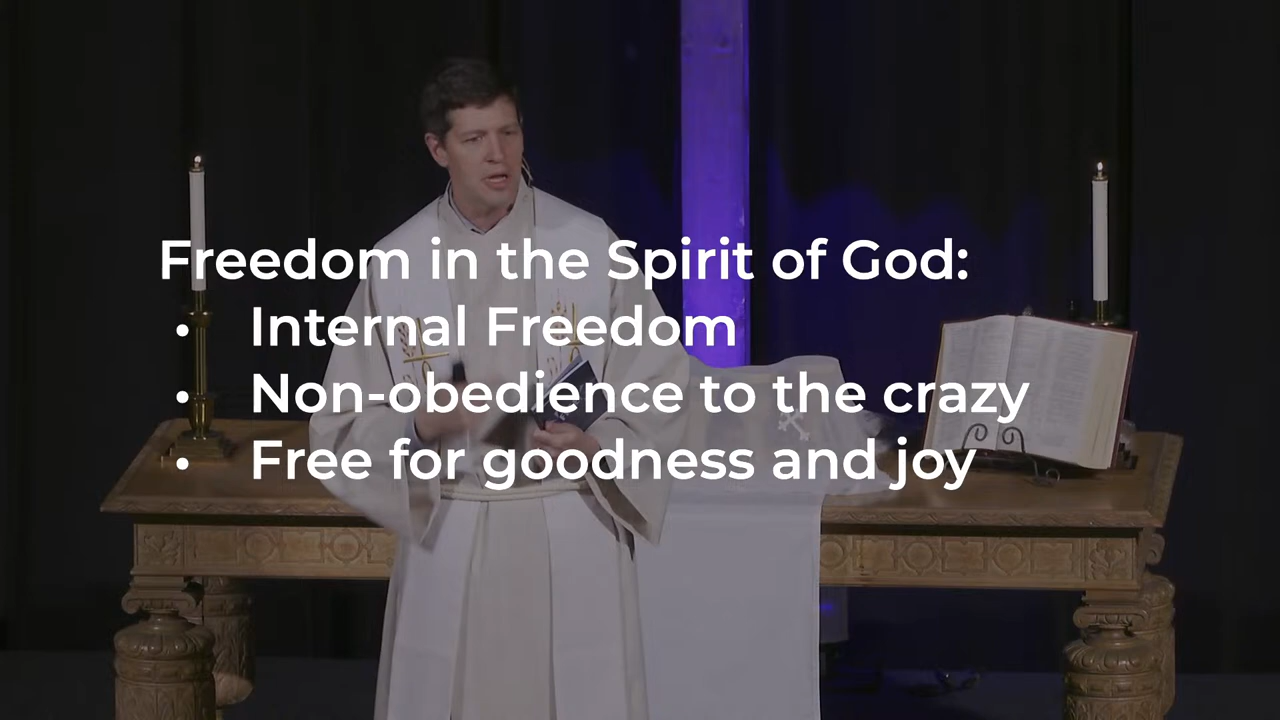 Freedom in the Spirit of God:
• Internal Freedom
• Non-obedience to the crazy
• Free for goodness and joy